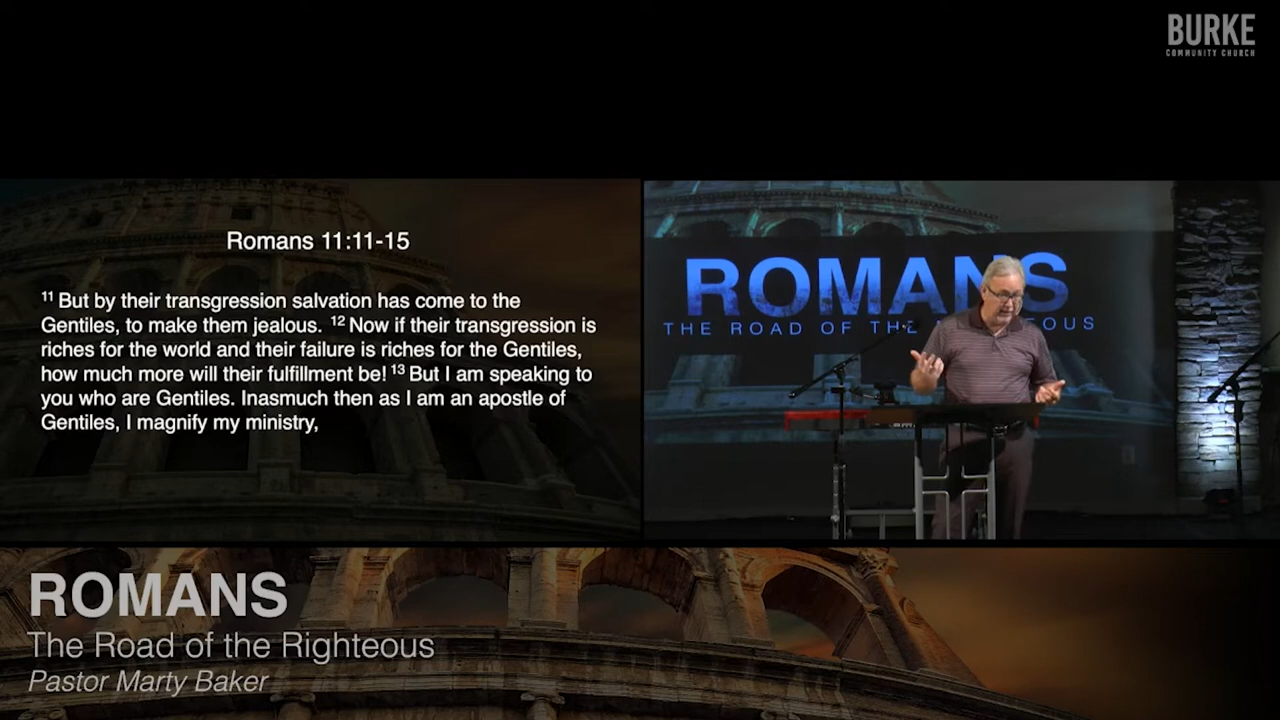 BURKE
COMMUNITY CHURCH
Romans 11:11-15
11 But by their transgression salvation has come to the
Gentiles, to make them jealous. 12 Now if their transgression is
riches for the world and their failure is riches for the Gentiles,
how much more will their fulfillment be! 13 But I am speaking to
you who are Gentiles. Inasmuch then as I am an apostle of
Gentiles, I magnify my ministry,
ROMANS
THE ROAD OF THE
ROMANS
The Road of the Righteous
Pastor Marty Baker